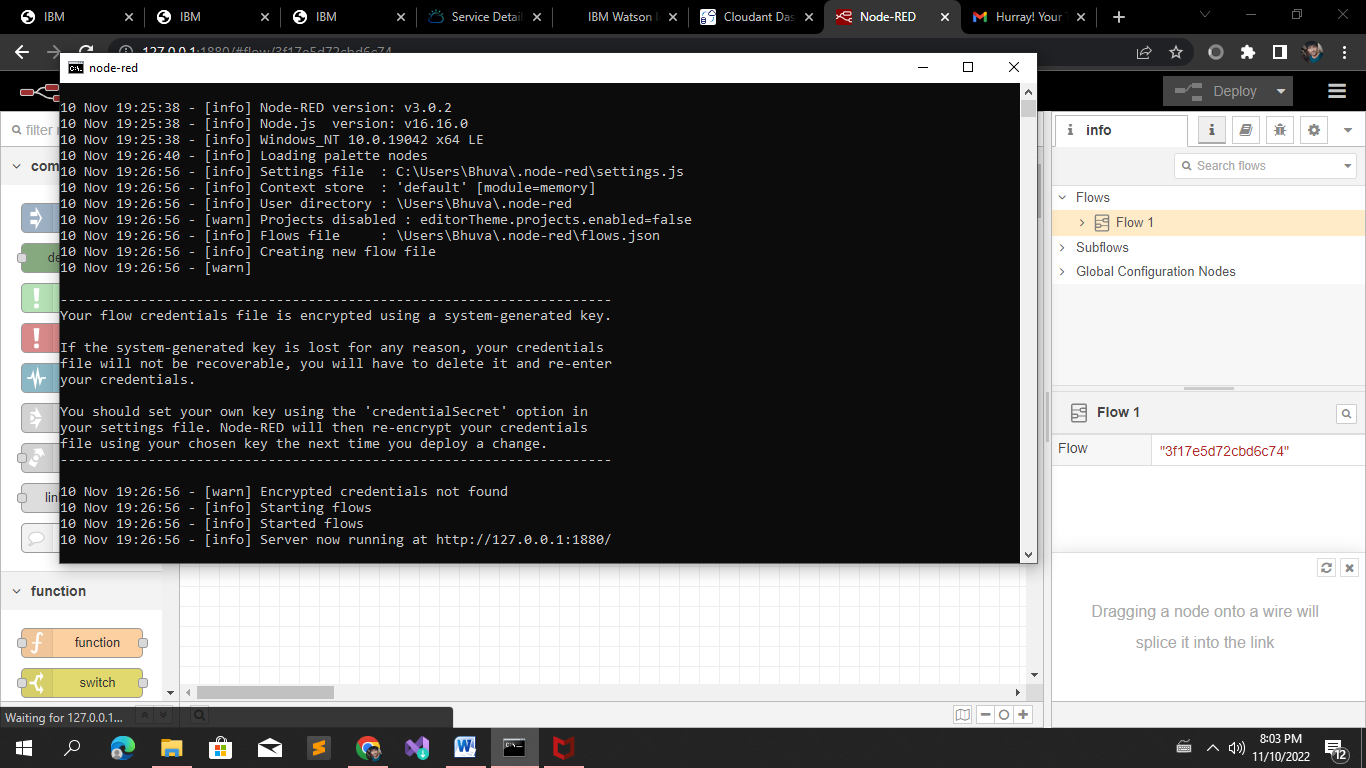 IBM
IBM
IBM
Service Detail
IBM Watson I
Cloudant Das
Node-RED
Hurray! Your T
127.0.0.1:1880/#flow/3f17e5d72cbd6c74
node-red
Deploy
10 Nov 19:25:38 - [info] Node-RED version: v3.0.2
10 Nov 19:25:38 - [info] Node.js  version: v16.16.0
10 Nov 19:25:38 - [info] Windows_NT 10.0.19042 x64 LE
10 Nov 19:26:40 - [info] Loading palette nodes
10 Nov 19:26:56 - [info] Settings file  : C:\Users\Bhuva\.node-red\settings.js
10 Nov 19:26:56 - [info] Context store  : 'default' [module=memory]
10 Nov 19:26:56 - [info] User directory : \Users\Bhuva\.node-red
10 Nov 19:26:56 - [warn] Projects disabled : editorTheme.projects.enabled=false
10 Nov 19:26:56 - [info] Flows file     : \Users\Bhuva\.node-red\flows.json
10 Nov 19:26:56 - [info] Creating new flow file
10 Nov 19:26:56 - [warn]
---------------------------------------------------------------------
Your flow credentials file is encrypted using a system-generated key.
If the system-generated key is lost for any reason, your credentials
file will not be recoverable, you will have to delete it and re-enter
your credentials.
You should set your own key using the 'credentialSecret' option in
your settings file. Node-RED will then re-encrypt your credentials
file using your chosen key the next time you deploy a change.
---------------------------------------------------------------------
10 Nov 19:26:56 - [warn] Encrypted credentials not found
10 Nov 19:26:56 - [info] Starting flows
10 Nov 19:26:56 - [info] Started flows
10 Nov 19:26:56 - [info] Server now running at http://127.0.0.1:1880/
filter
com
de
lin
function
function
switch
Waiting for 127.0.0.1...
info
Search flows
Flows
Flow 1
Subflows
Global Configuration Nodes
Flow 1
Flow
"3f17e5d72cbd6c74"
Dragging a node onto a wire will
splice it into the link
8:03 PM
11/10/2022
12